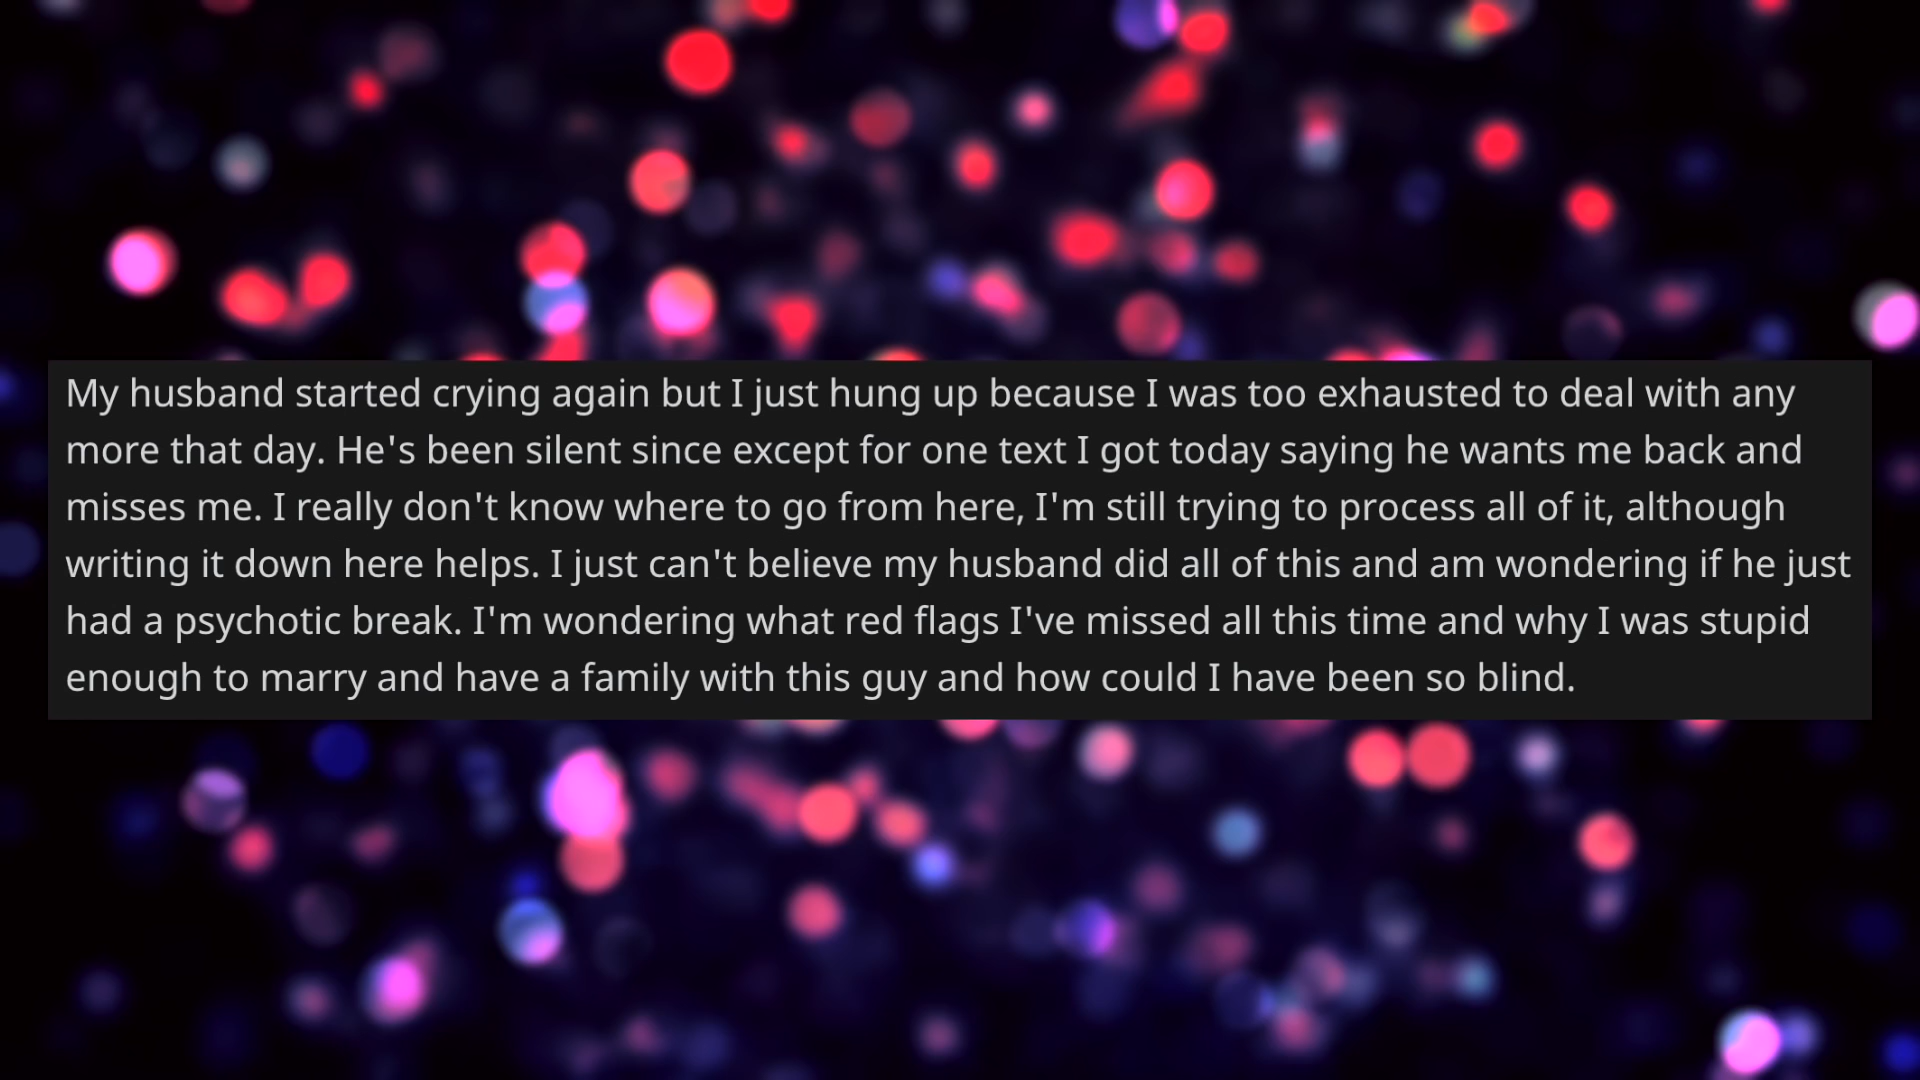 My husband started crying again but I just hung up because I was too exhausted to deal with any
more that day. He's been silent since except for one text I got today saying he wants me back and
misses me. I really don't know where to go from here, I'm still trying to process all of it, although
writing it down here helps. I just can't believe my husband did all of this and am wondering if he just
had a psychotic break. I'm wondering what red flags I've missed all this time and why I was stupid
enough to marry and have a family with this guy and how could I have been so blind.